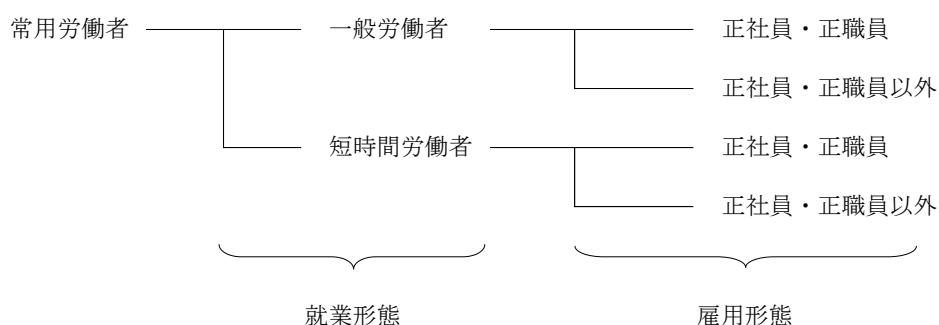 常用労働者 一般労働者 正社員・正職員
正社員・正職員以外
短時間労働者 正社員・正職員
正社員・正職員以外
就業形態 雇用形態